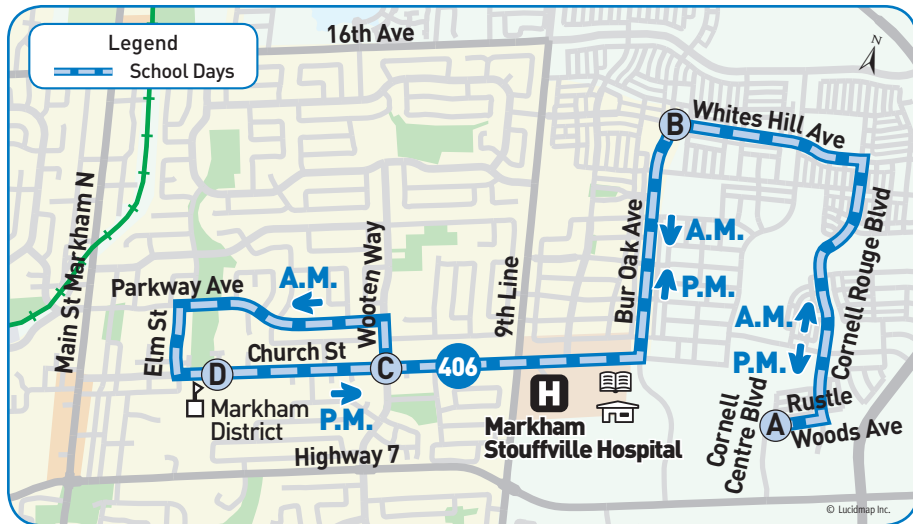 Legend
School Days
16th Ave
N
Main St Markham N
B
Whites Hill Ave
Bur Oak Ave
A.M.
P.M.
Cornell Rouge Blvd
A.M.
P.M.
9th Line
Wooten Way
Parkway Ave
A.M.
Elm St
Church St
D
C
406
P.M.
Markham
District
Highway 7
H
Markham
Stouffville Hospital
Cornell
Centre Blvd
A
Rustle
Woods Ave
© Lucidmap Inc.